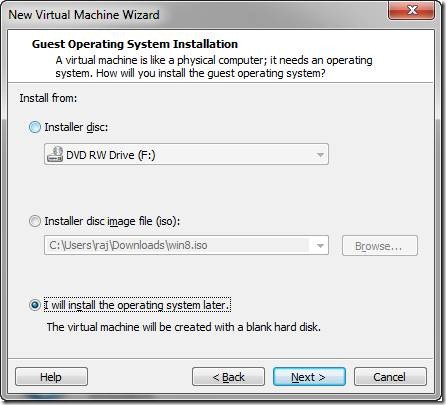 New Virtual Machine Wizard
Guest Operating System Installation
A virtual machine is like a physical computer; it needs an operating
system. How will you install the guest operating system?
Install from:
Installer disc:
DVD RW Drive (F:)
Installer disc image file (iso):
C:\Users\raj\Downloads\win8.iso
Browse...
I will install the operating system later.
The virtual machine will be created with a blank hard disk.
Help
< Back
Next >
Cancel